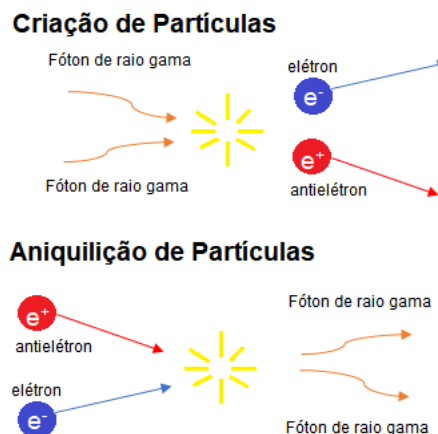 Criação de Partículas
Fóton de raio gama
elétron
e-
e+
Fóton de raio gama
antielétron
Aniquilição de Partículas
e+
Fóton de raio gama
antielétron
elétron
e-
Fóton de raio gama